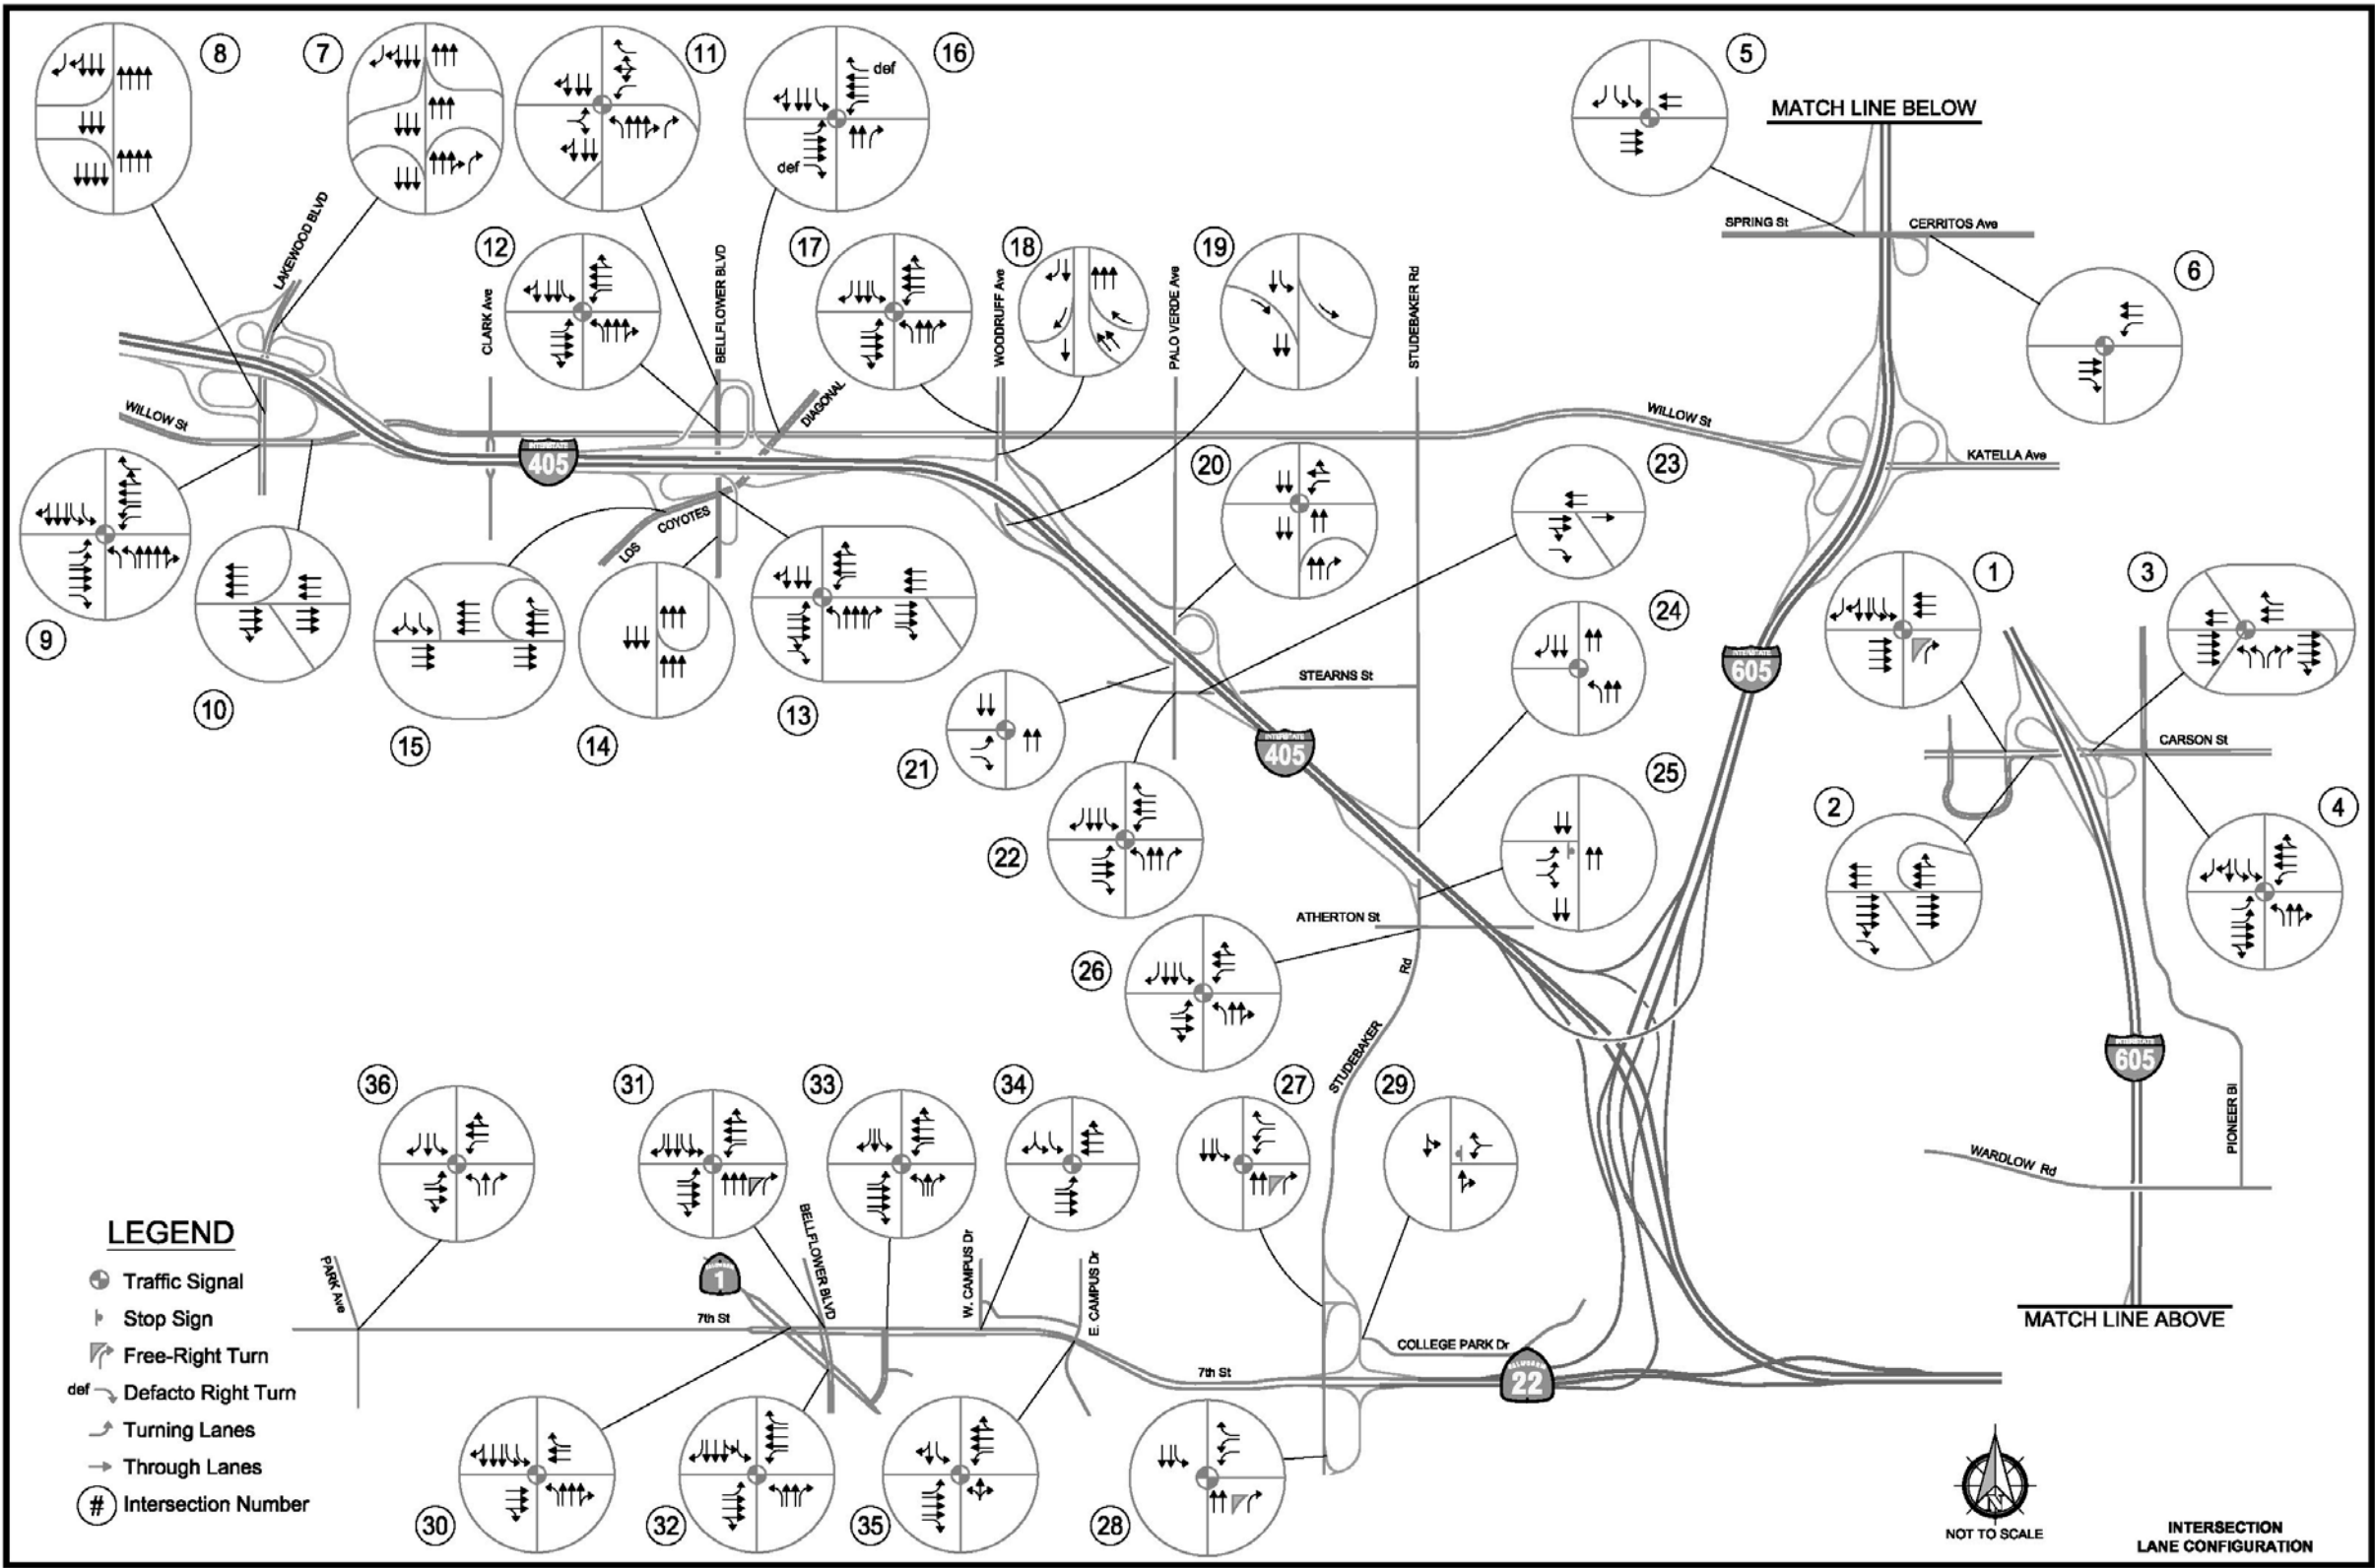 8
7
11
16
5
def
def
MATCH LINE BELOW
SPRING St
CERRITOS Ave
6
LAKEWOOD BLVD
12
17
18
19
CLARK Ave
BELLFLOWER BLVD
WOODRUFF Ave
PALO VERDE Ave
STUDEBAKER Rd
DIAGONAL
WILLOW St
WILLOW St
KATELLA Ave
405
20
23
9
LOS
COYOTES
10
15
14
13
24
1
3
605
STEARNS St
21
405
CARSON St
25
22
2
4
ATHERTON St
26
Rd
STUDEBAKER
605
36
31
33
34
27
29
PIONEER Bl
WARDLOW Rd
LEGEND
Traffic Signal
Stop Sign
Free-Right Turn
def Defacto Right Turn
Turning Lanes
Through Lanes
# Intersection Number
PARK Ave
1
BELLFLOWER BLVD
W. CAMPUS Dr
E. CAMPUS Dr
7th St
MATCH LINE ABOVE
COLLEGE PARK Dr
7th St
22
30
32
35
28
N
NOT TO SCALE
INTERSECTION
LANE CONFIGURATION